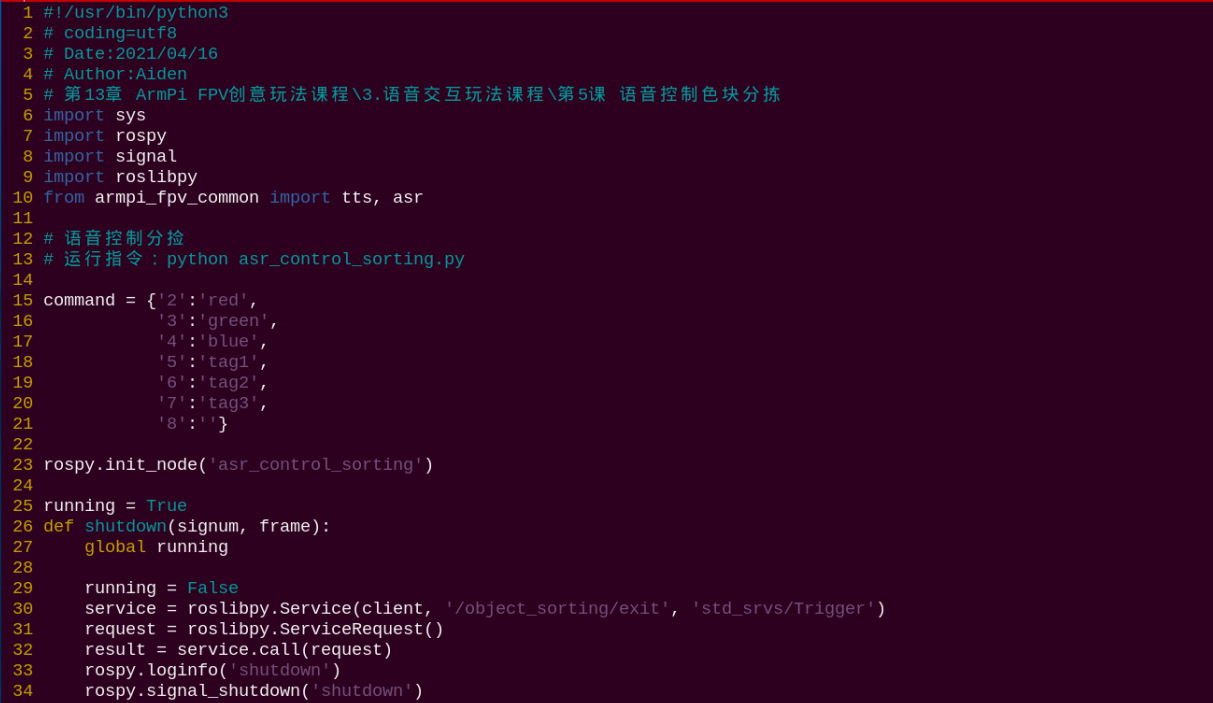 1 #!/usr/bin/python3
2 # coding=utf8
3 # Date:2021/04/16
4 # Author:Aiden
5 # 第13章 ArmPi FPV创意玩法课程\3.语音交互玩法课程\第5课 语音控制色块分拣
6 import sys
7 import rospy
8 import signal
9 import roslibpy
10 from armpi_fpv_common import tts, asr
11
12 # 语音控制分捡
13 # 运行指令：python asr_control_sorting.py
14
15 command = {'2':'red',
16            '3':'green',
17            '4':'blue',
18            '5':'tag1',
19            '6':'tag2',
20            '7':'tag3',
21            '8':''}
22
23 rospy.init_node('asr_control_sorting')
24
25 running = True
26 def shutdown(signum, frame):
27     global running
28
29     running = False
30     service = roslibpy.Service(client, '/object_sorting/exit', 'std_srvs/Trigger')
31     request = roslibpy.ServiceRequest()
32     result = service.call(request)
33     rospy.loginfo('shutdown')
34     rospy.signal_shutdown('shutdown')